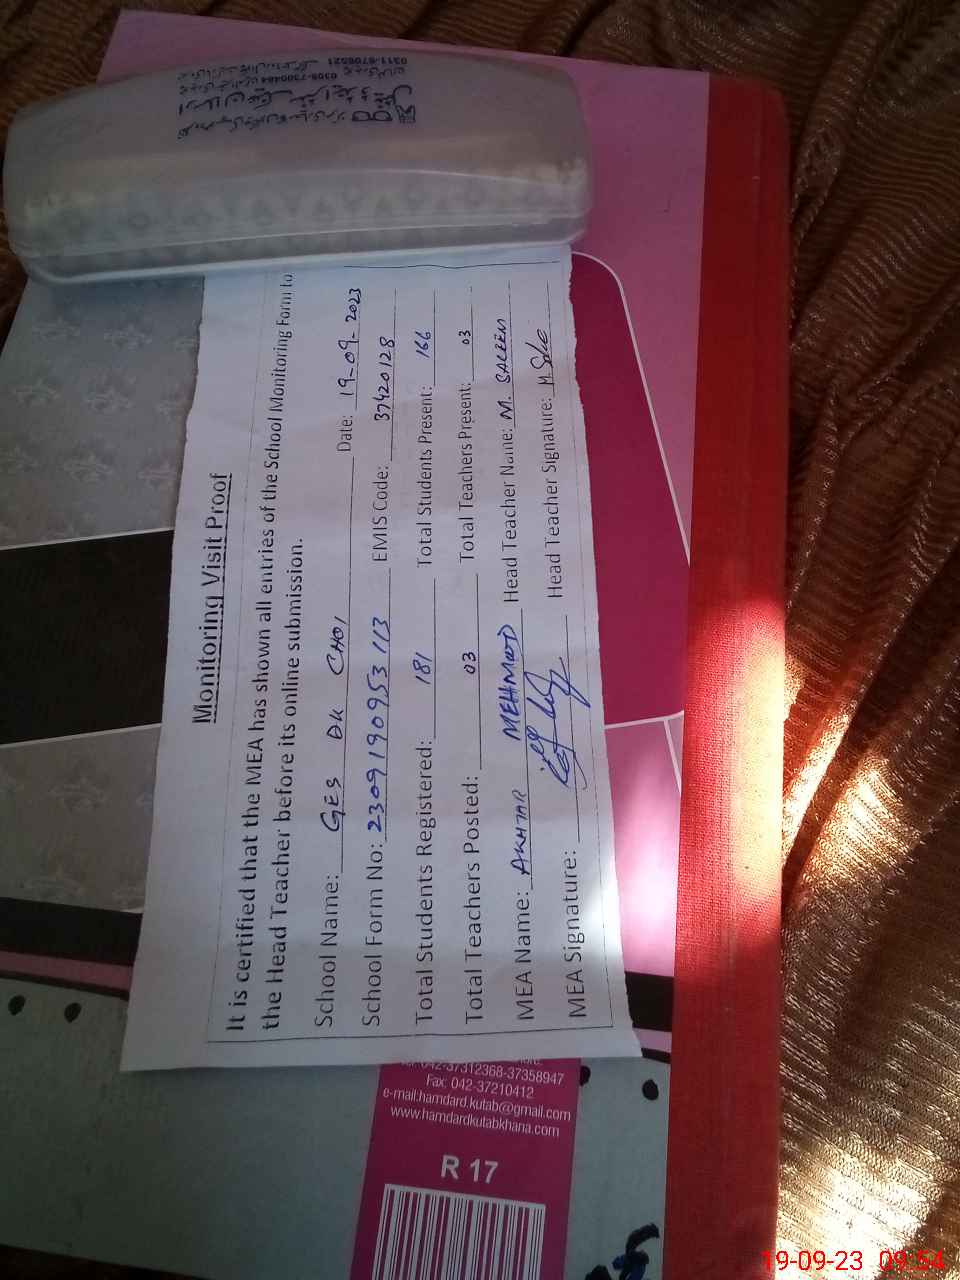 Monitoring Visit Proof
It is certified that the MEA has shown all entries of the School Monitoring Form to
the Head Teacher before its online submission.
School Name: GES DK CHOI Date: 19-09-2023
School Form No: 2309190953113 EMIS Code: 37420128
Total Students Registered: 181 Total Students Present: 166
Total Teachers Posted: 03 Total Teachers Present: 03
MEA Name: AKHTAR MEHMOOD Head Teacher Name: M. SALEEM
MEA Signature: Head Teacher Signature:
042-37312368-37358947
Fax: 042-37210412
e-mail:hamdard.kutab@gmail.com
www.hamdardkutabkhana.com
R 17
19-09-23 09:54